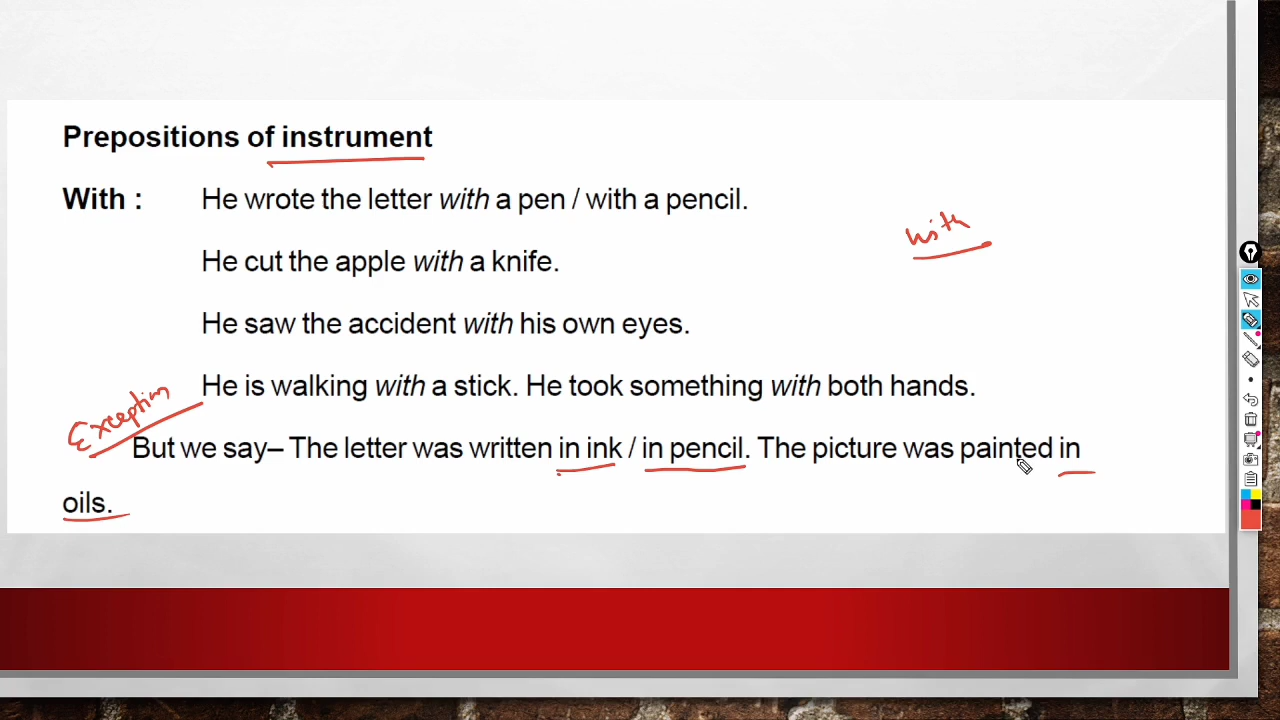 Prepositions of instrument
With : He wrote the letter with a pen / with a pencil.
with
He cut the apple with a knife.
He saw the accident with his own eyes.
He is walking with a stick. He took something with both hands.
Exception
But we say– The letter was written in ink / in pencil. The picture was painted in
oils.